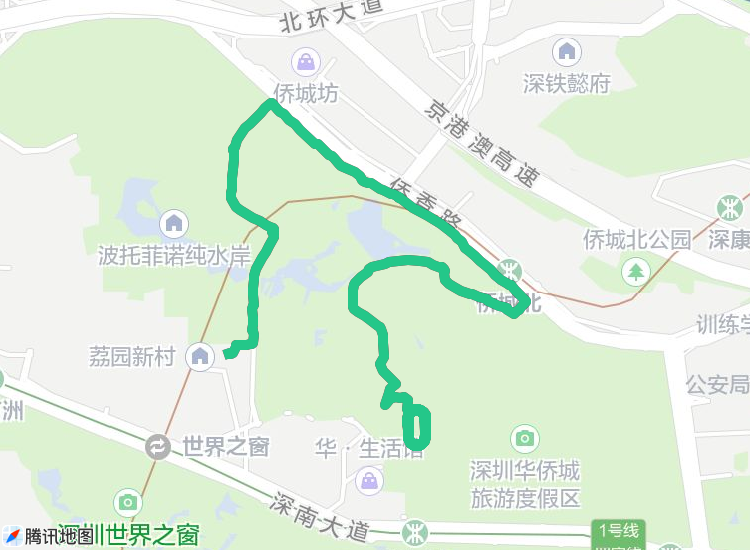 北环大道
侨城坊
深铁懿府
京港澳高速
侨香路
波托菲诺纯水岸
侨城北公园
深康
侨城北
训练学
荔园新村
公安局
洲
世界之窗
华·生活馆
深圳华侨城
旅游度假区
深南大道
1号线
深圳世界之窗
腾讯地图